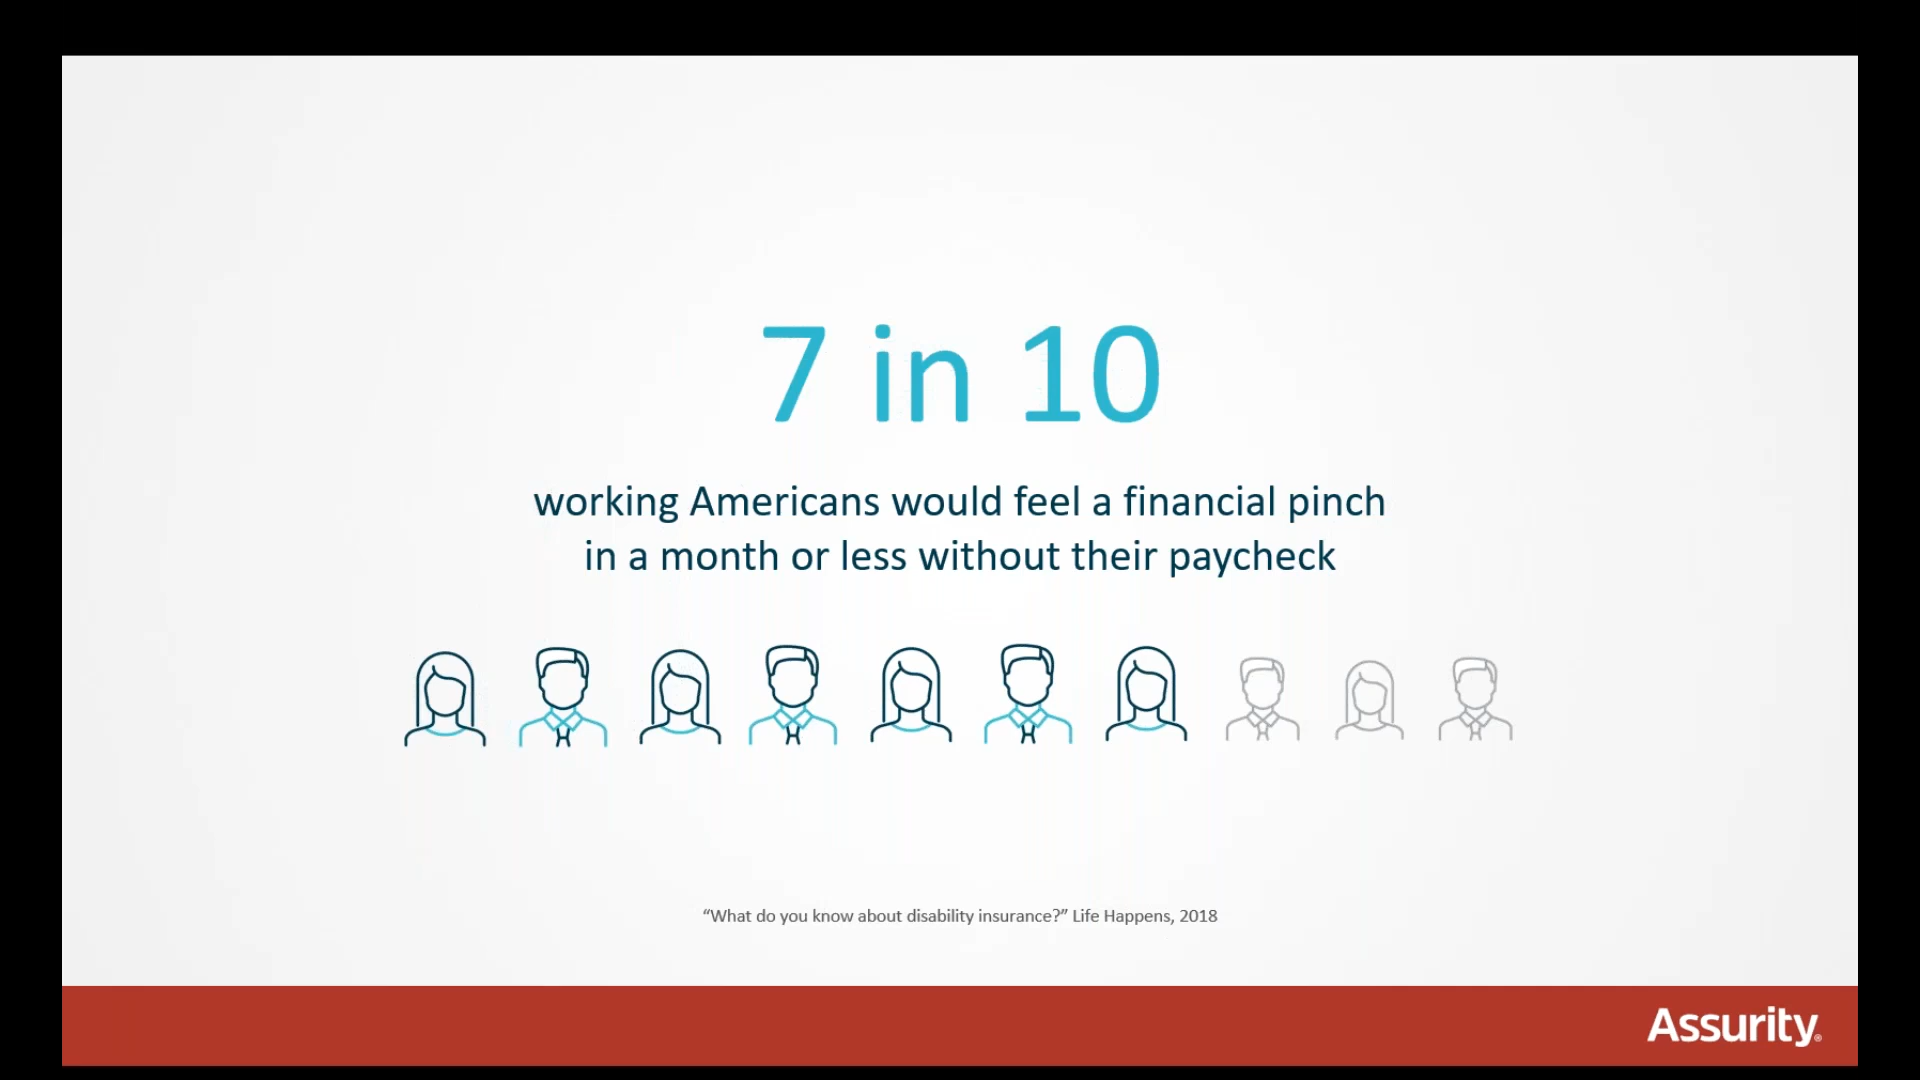 7 in 10
working Americans would feel a financial pinch
in a month or less without their paycheck
“What do you know about disability insurance?” Life Happens, 2018
Assurity®